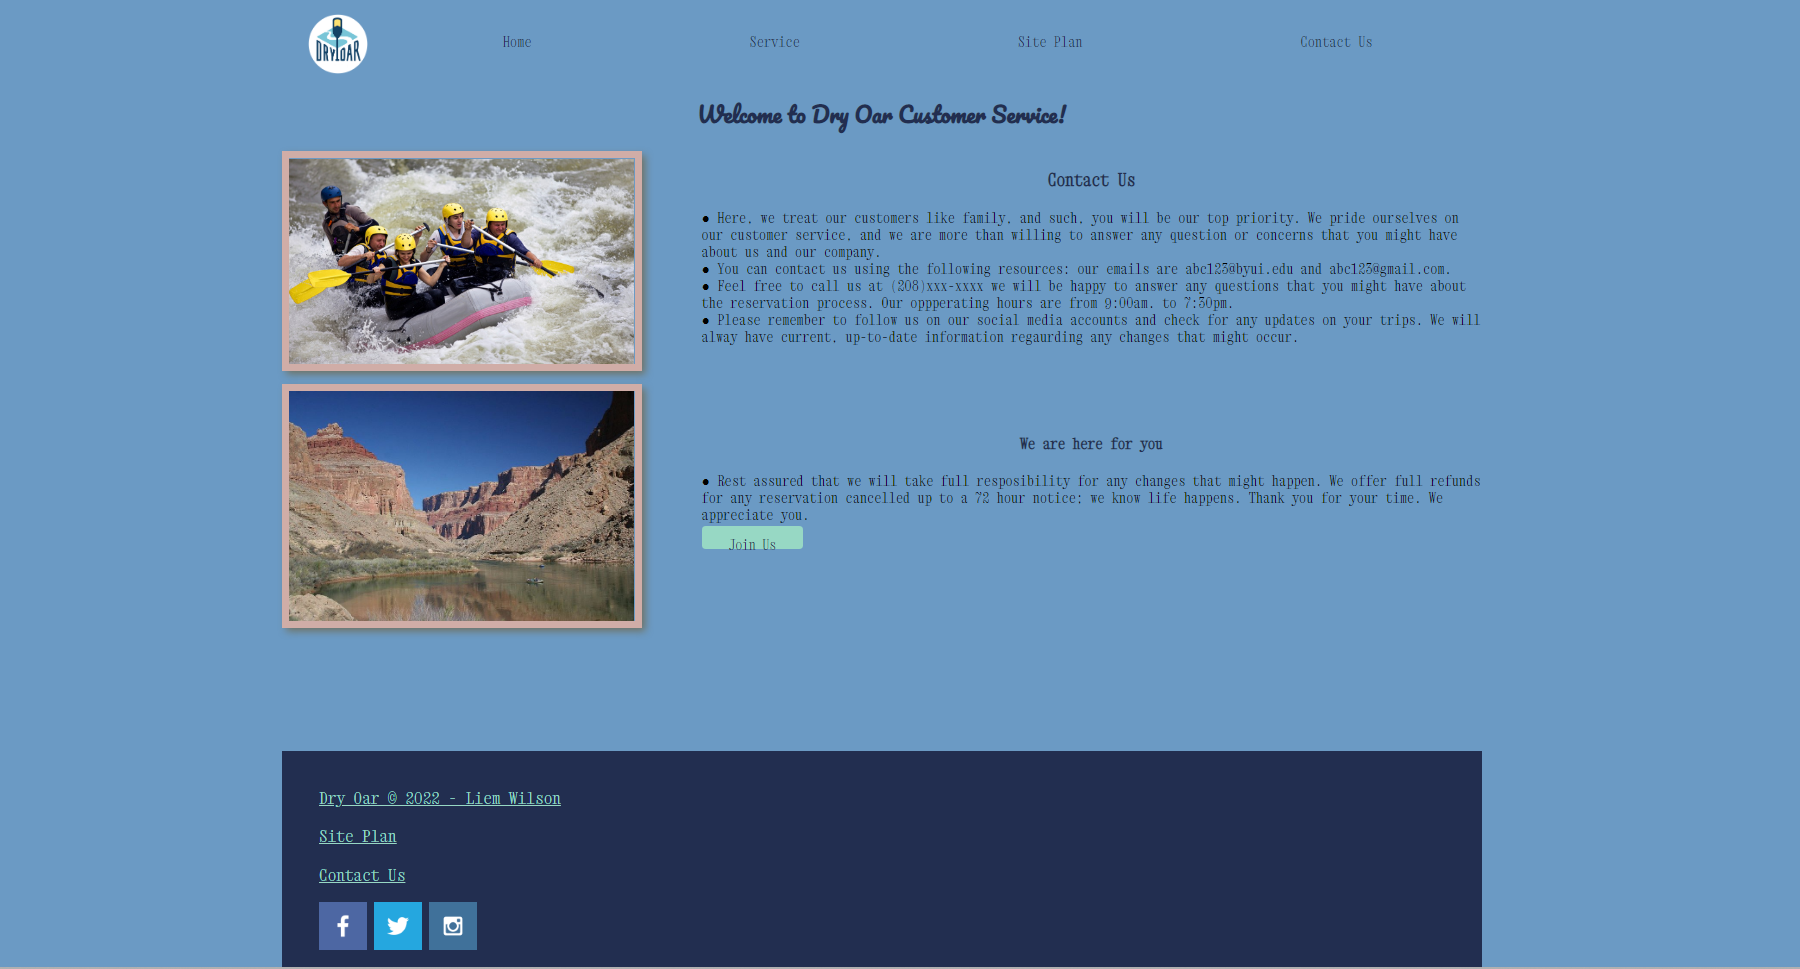 DRY OAR
Home
Service
Site Plan
Contact Us
Welcome to Dry Oar Customer Service!
Contact Us
● Here, we treat our customers like family, and such, you will be our top priority. We pride ourselves on
our customer service, and we are more than willing to answer any question or concerns that you might have
about us and our company.
● You can contact us using the following resources: our emails are abc123@byui.edu and abc123@gmail.com.
● Feel free to call us at (208)xxx-xxxx we will be happy to answer any questions that you might have about
the reservation process. Our oppperating hours are from 9:00am. to 7:30pm.
● Please remember to follow us on our social media accounts and check for any updates on your trips. We will
alway have current, up-to-date information regaurding any changes that might occur.
We are here for you
● Rest assured that we will take full resposibility for any changes that might happen. We offer full refunds
for any reservation cancelled up to a 72 hour notice; we know life happens. Thank you for your time. We
appreciate you.
Join Us
Dry Oar © 2022 - Liem Wilson
Site Plan
Contact Us